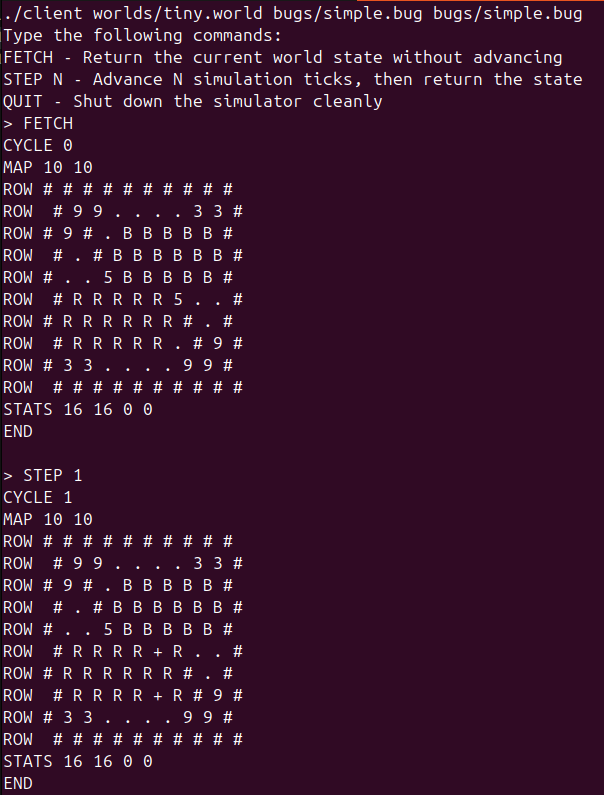 ./client worlds/tiny.world bugs/simple.bug bugs/simple.bug
Type the following commands:
FETCH - Return the current world state without advancing
STEP N - Advance N simulation ticks, then return the state
QUIT - Shut down the simulator cleanly
> FETCH
CYCLE 0
MAP 10 10
ROW # # # # # # # # # #
ROW  # 9 9 . . . . 3 3 #
ROW # 9 # . B B B B B #
ROW  # . # B B B B B B #
ROW # . . 5 B B B B B #
ROW  # R R R R R 5 . . #
ROW # R R R R R R # . #
ROW  # R R R R R . # 9 #
ROW # 3 3 . . . . 9 9 #
ROW  # # # # # # # # # #
STATS 16 16 0 0
END

> STEP 1
CYCLE 1
MAP 10 10
ROW # # # # # # # # # #
ROW  # 9 9 . . . . 3 3 #
ROW # 9 # . B B B B B #
ROW  # . # B B B B B B #
ROW # . . 5 B B B B B #
ROW  # R R R R + R . . #
ROW # R R R R R R # . #
ROW  # R R R R + R # 9 #
ROW # 3 3 . . . . 9 9 #
ROW  # # # # # # # # # #
STATS 16 16 0 0
END